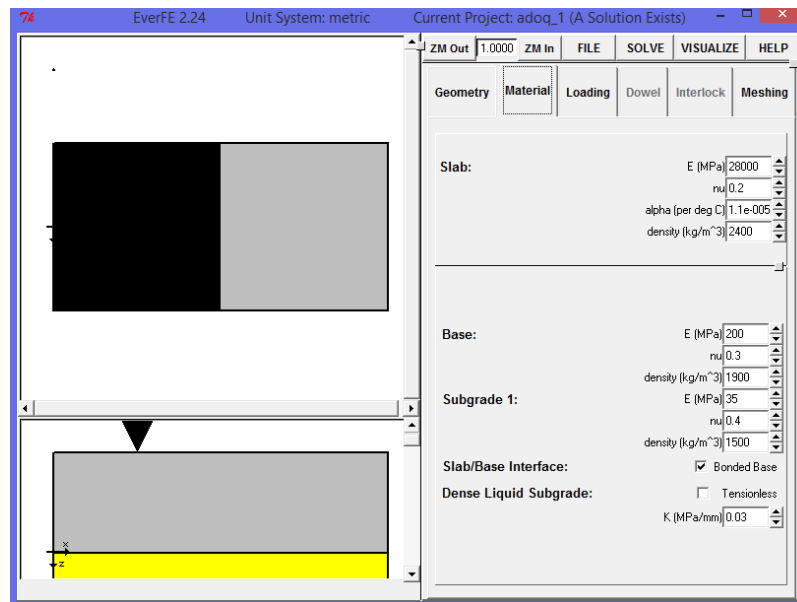 EverFE 2.24 Unit System: metric Current Project: adoq_1 (A Solution Exists)
ZM Out 1.0000 ZM In FILE SOLVE VISUALIZE HELP
Geometry Material Loading Dowel Interlock Meshing
Slab: E (MPa) 28000
nu 0.2
alpha (per deg C) 1.1e-005
density (kg/m^3) 2400
Base: E (MPa) 200
nu 0.3
density (kg/m^3) 1900
Subgrade 1: E (MPa) 35
nu 0.4
density (kg/m^3) 1500
Slab/Base Interface: Bonded Base
Dense Liquid Subgrade: Tensionless
K (MPa/mm) 0.03
x
z